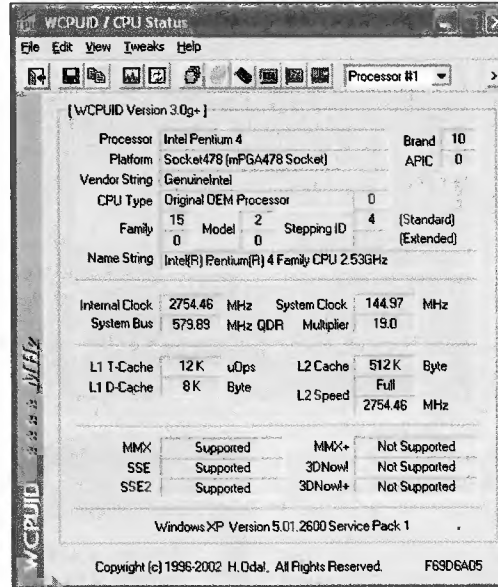 WCPUID / CPU Status
File Edit View Tweaks Help
Processor #1
[ WCPUID Version 3.0g+ ]
Processor Intel Pentium 4 Brand 10
Platform Socket478 (mPGA478 Socket) APIC 0
Vendor String GenuineIntel
CPU Type Original OEM Processor 0
Family 15 Model 2 Stepping ID 4 (Standard)
0 0 (Extended)
Name String Intel(R) Pentium(R) 4 Family CPU 2.53GHz
Internal Clock 2754.46 MHz System Clock 144.97 MHz
System Bus 579.89 MHz QDR Multiplier 19.0
L1 T-Cache 12 K uOps L2 Cache 512 K Byte
L1 D-Cache 8 K Byte L2 Speed Full
2754.46 MHz
MMX Supported MMX+ Not Supported
SSE Supported 3DNow! Not Supported
SSE2 Supported 3DNow!+ Not Supported
Windows XP Version 5.01.2600 Service Pack 1
Copyright (c) 1996-2002 H.Oda!, All Rights Reserved. F69D6A05
WCPUID